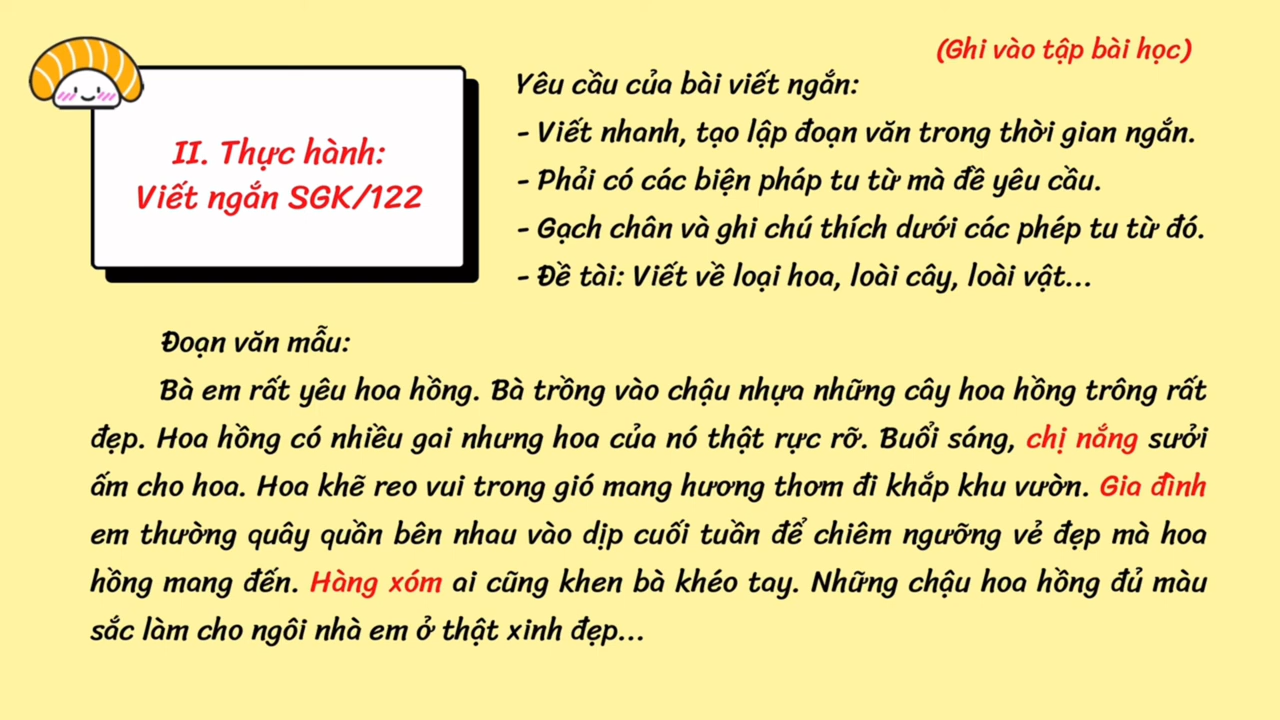 (Ghi vào tập bài học)
II. Thực hành:
Viết ngắn SGK/122
Yêu cầu của bài viết ngắn:
- Viết nhanh, tạo lập đoạn văn trong thời gian ngắn.
- Phải có các biện pháp tu từ mà đề yêu cầu.
- Gạch chân và ghi chú thích dưới các phép tu từ đó.
- Đề tài: Viết về loại hoa, loài cây, loài vật...
Đoạn văn mẫu:
Bà em rất yêu hoa hồng. Bà trồng vào chậu nhựa những cây hoa hồng trông rất
đẹp. Hoa hồng có nhiều gai nhưng hoa của nó thật rực rỡ. Buổi sáng, chị nắng sưởi
ấm cho hoa. Hoa khẽ reo vui trong gió mang hương thơm đi khắp khu vườn. Gia đình
em thường quây quần bên nhau vào dịp cuối tuần để chiêm ngưỡng vẻ đẹp mà hoa
hồng mang đến. Hàng xóm ai cũng khen bà khéo tay. Những chậu hoa hồng đủ màu
sắc làm cho ngôi nhà em ở thật xinh đẹp...